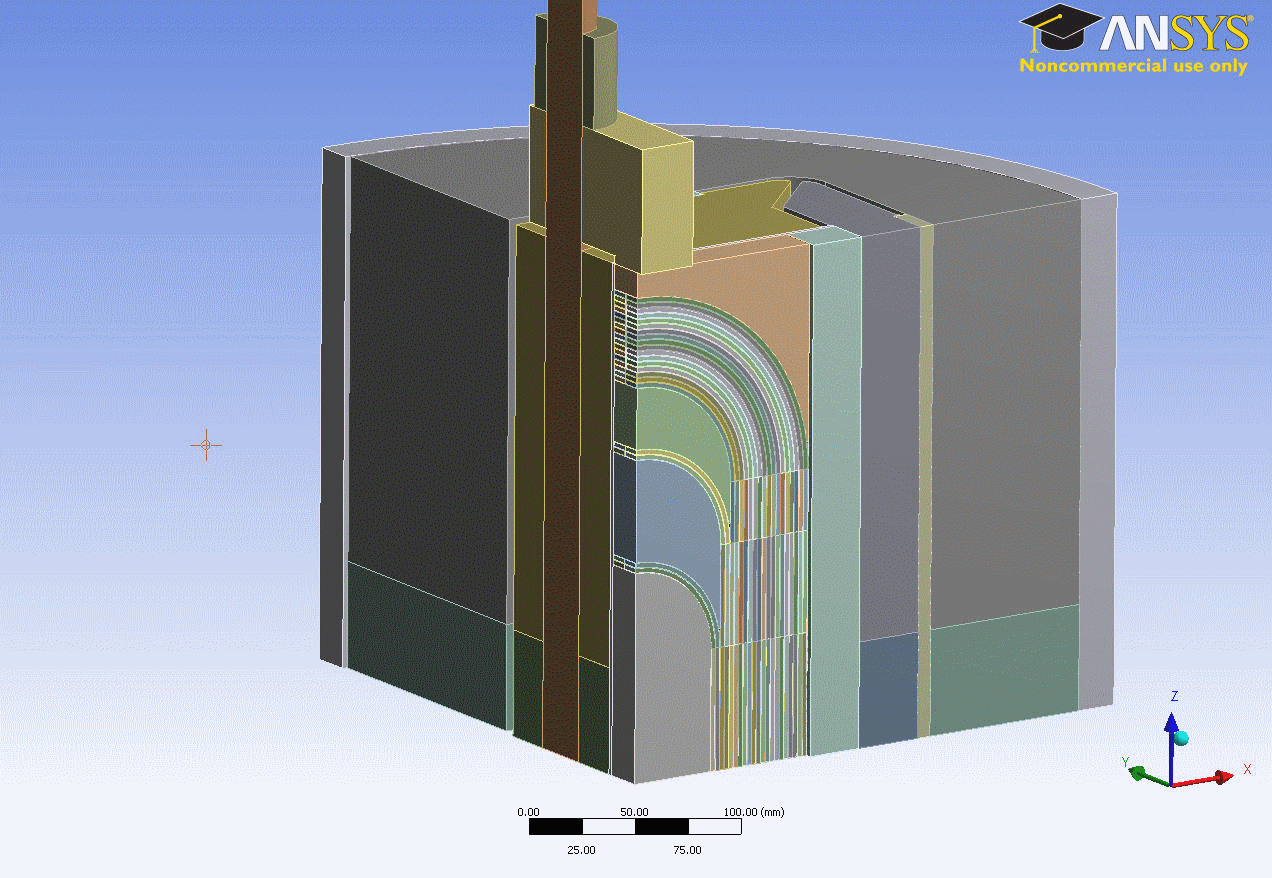 ANSYS®
Noncommercial use only
Z
Y
X
0.00 50.00 100.00 (mm)
25.00 75.00